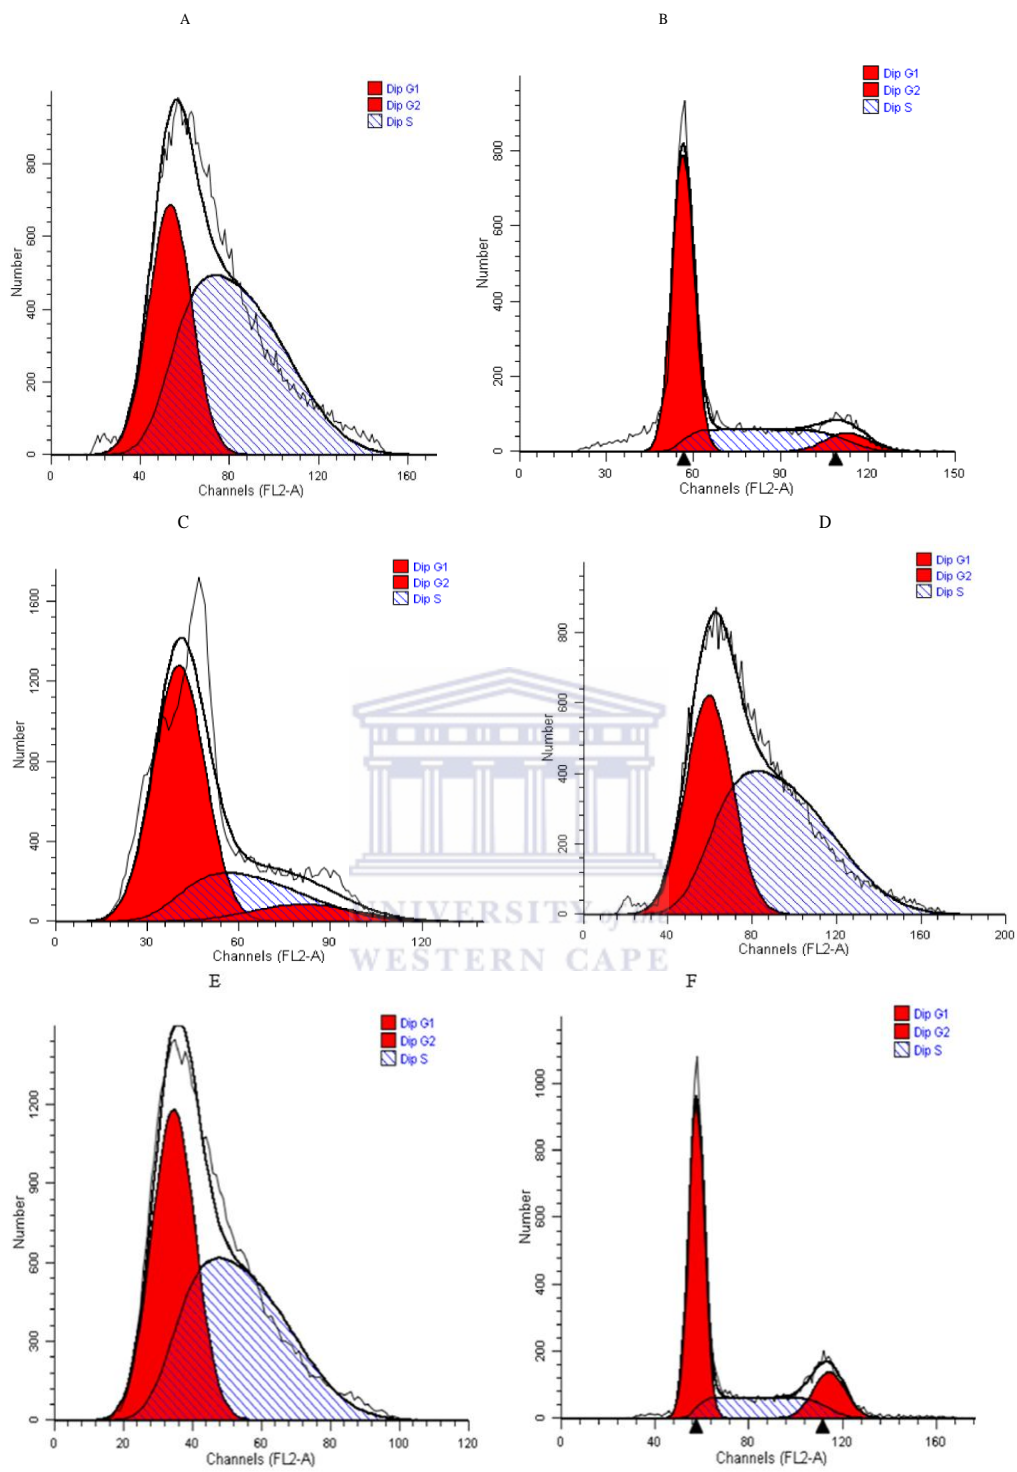 A
B
Dip G1
Dip G2
Dip S
Number
800
600
400
200
0
0 40 80 120 160
Channels (FL2-A)
Dip G1
Dip G2
Dip S
Number
800
600
400
200
0
0 30 60 90 120 150
Channels (FL2-A)
C
D
Dip G1
Dip G2
Dip S
Number
1600
1200
800
400
0
0 30 60 90 120
Channels (FL2-A)
Dip G1
Dip G2
Dip S
Number
800
600
400
200
0
0 40 80 120 160 200
Channels (FL2-A)
UNIVERSITY of the
WESTERN CAPE
E
F
Dip G1
Dip G2
Dip S
Number
1200
900
600
300
0
0 20 40 60 80 100 120
Channels (FL2-A)
Dip G1
Dip G2
Dip S
Number
1000
800
600
400
200
0
0 40 80 120 160
Channels (FL2-A)